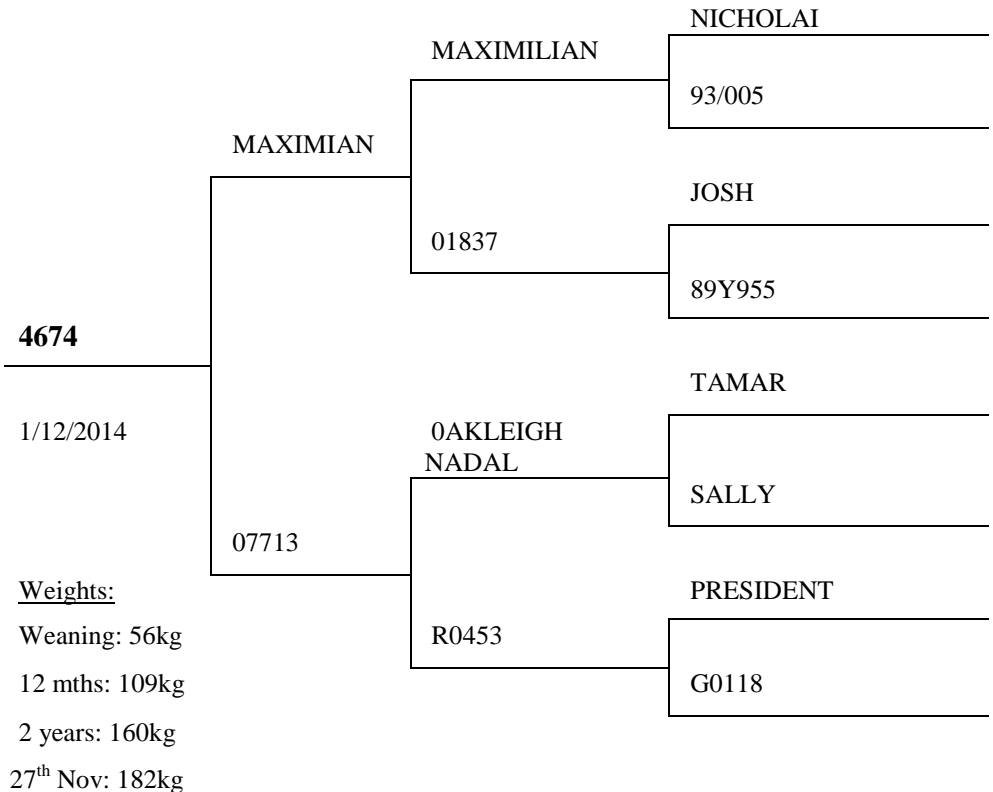 NICHOLAI
MAXIMILIAN
93/005
MAXIMIAN
JOSH
01837
89Y955
4674
TAMAR
1/12/2014
0AKLEIGH
NADAL
SALLY
07713
Weights:
PRESIDENT
Weaning: 56kg
R0453
12 mths: 109kg
G0118
2 years: 160kg
27th Nov: 182kg